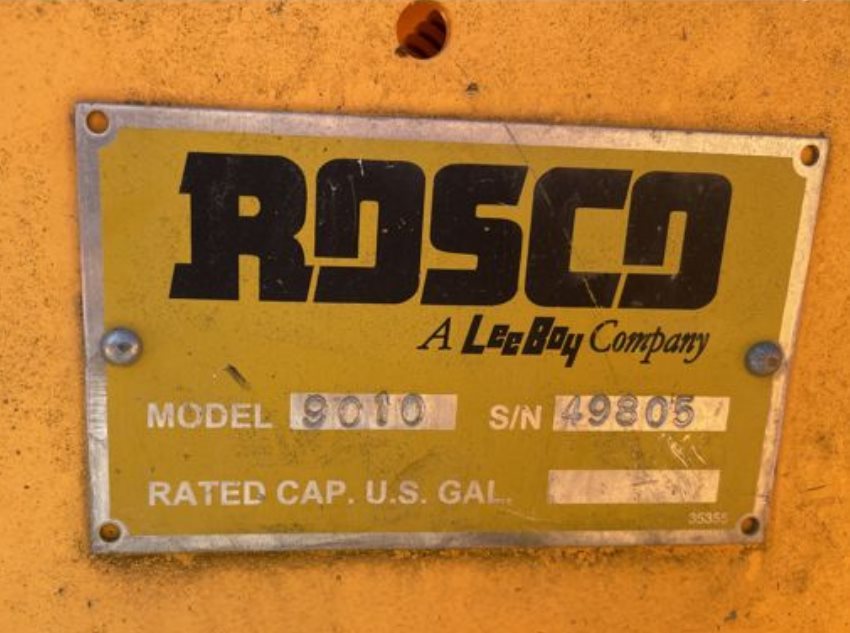 ROSCO
A LeeBoy Company
MODEL 9010 S/N 49805
RATED CAP. U.S. GAL.
35355